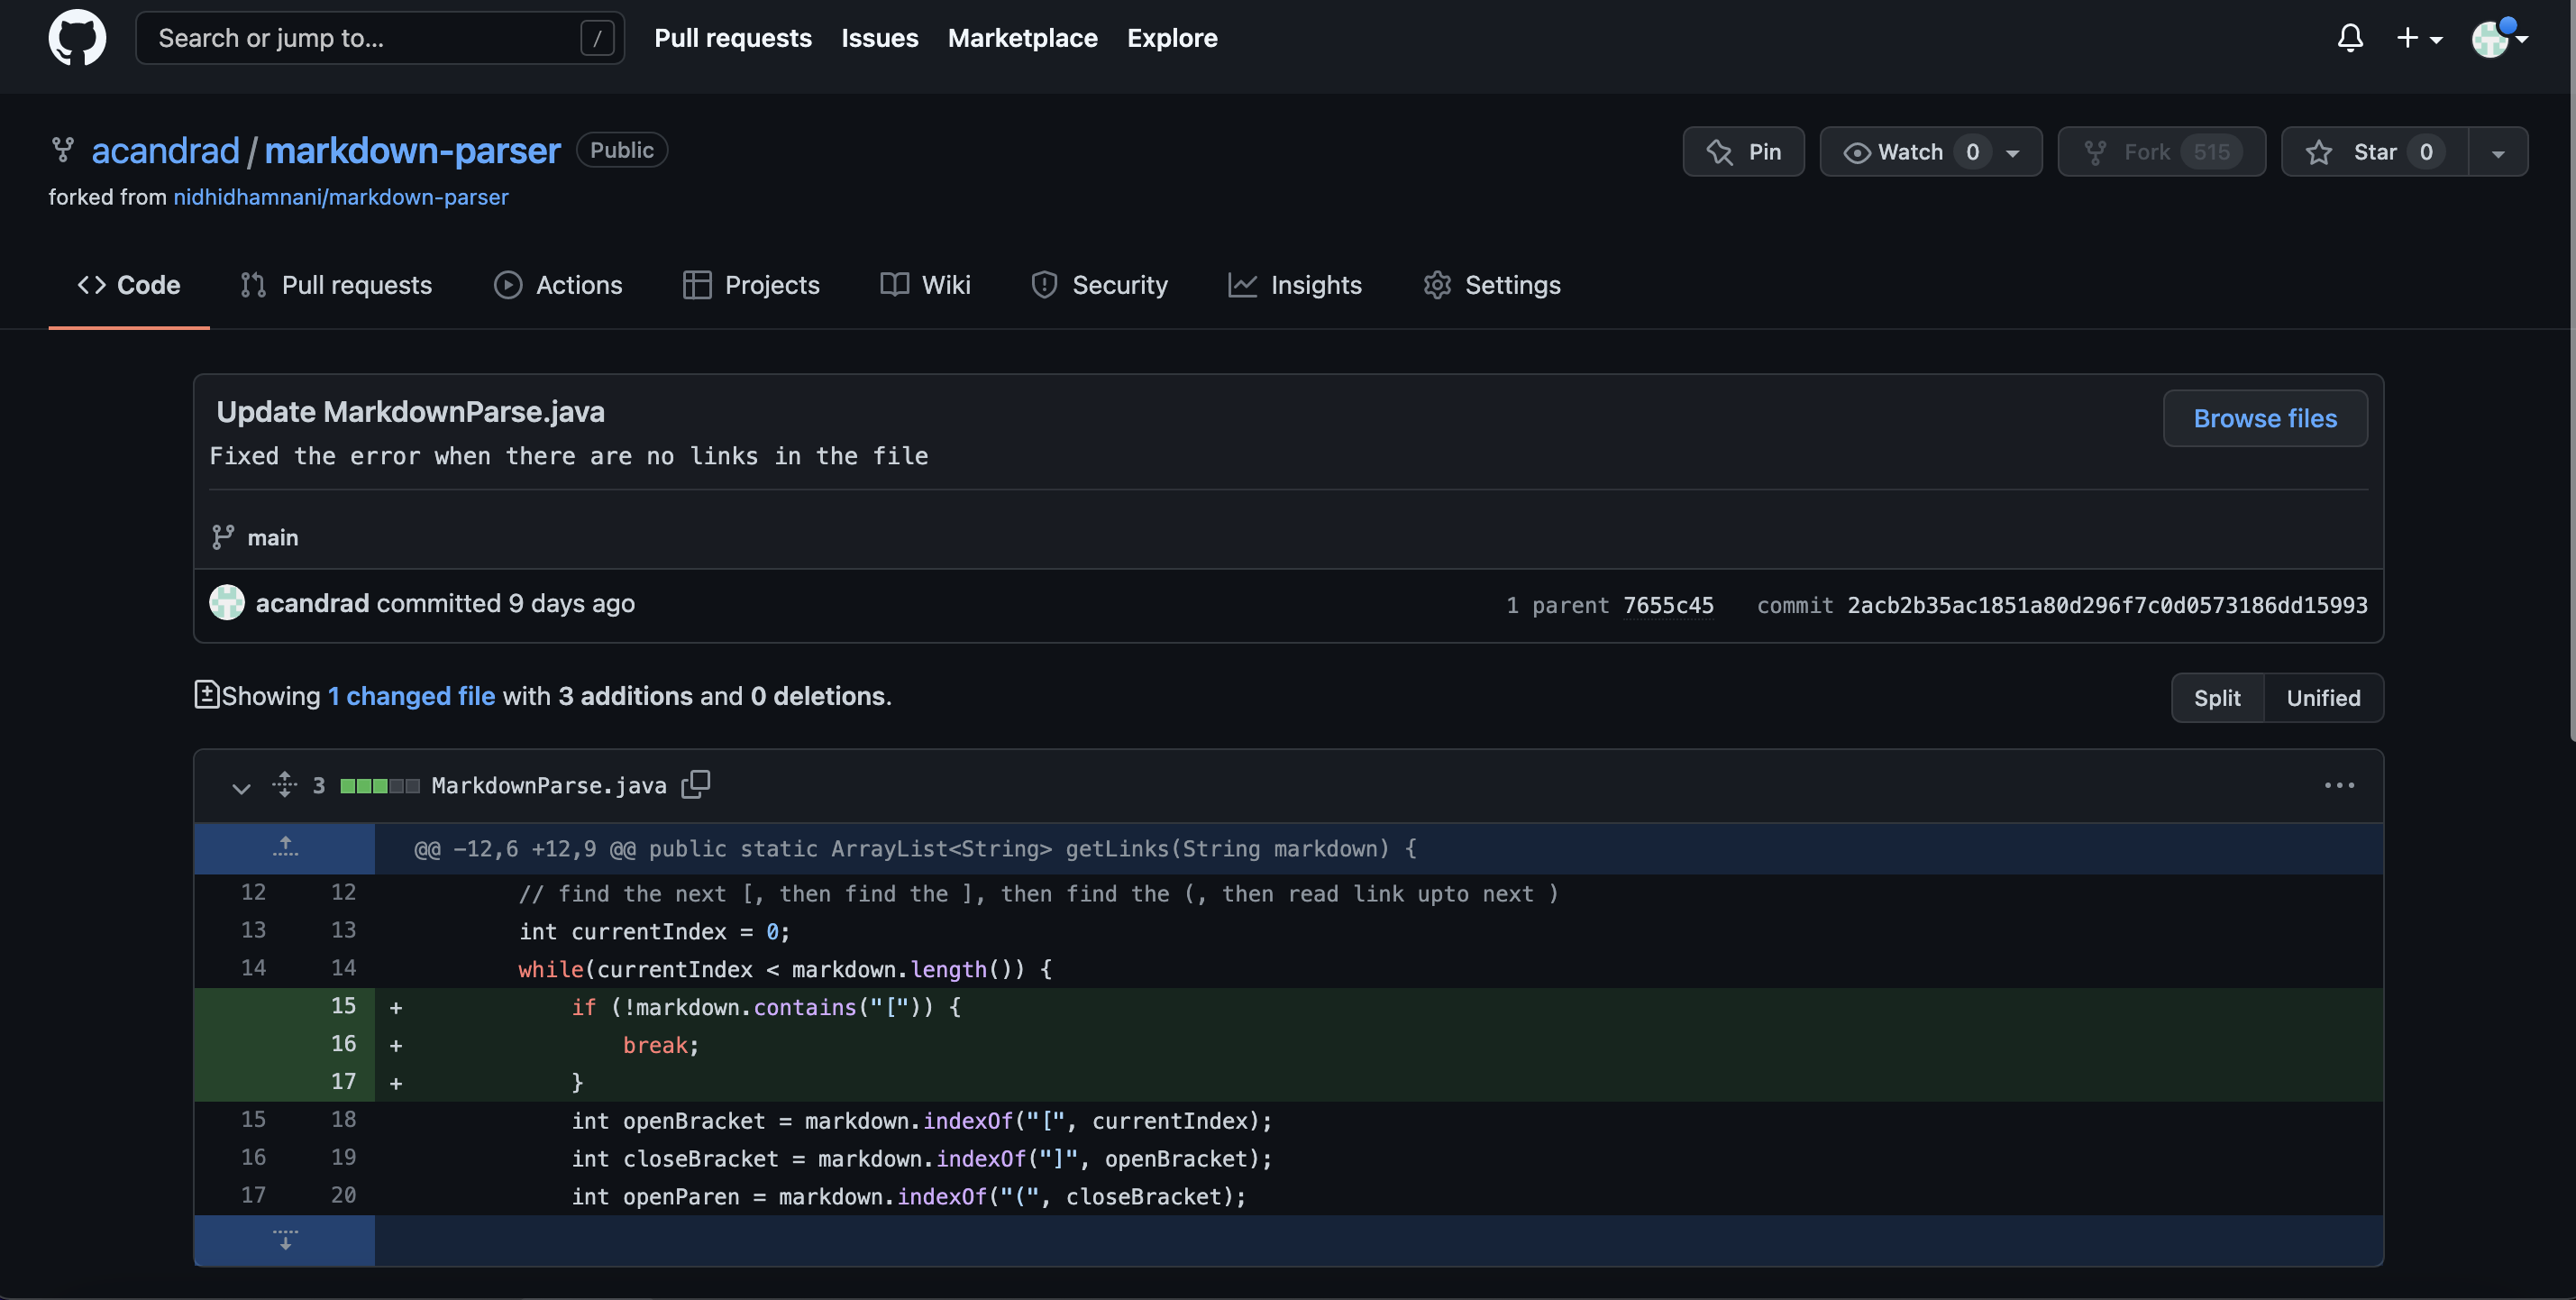 Search or jump to... / Pull requests Issues Marketplace Explore
acandrad / markdown-parser Public Pin Watch 0 Fork 515 Star 0
forked from nidhidhamnani/markdown-parser
Code Pull requests Actions Projects Wiki Security Insights Settings
Update MarkdownParse.java Browse files
Fixed the error when there are no links in the file
main
acandrad committed 9 days ago 1 parent 7655c45 commit 2acb2b35ac1851a80d296f7c0d0573186dd15993
Showing 1 changed file with 3 additions and 0 deletions. Split Unified
3 MarkdownParse.java
@@ -12,6 +12,9 @@ public static ArrayList<String> getLinks(String markdown) {
12 12 // find the next [, then find the ], then find the (, then read link upto next )
13 13 int currentIndex = 0;
14 14 while(currentIndex < markdown.length()) {
15 + if (!markdown.contains("[")) {
16 + break;
17 + }
15 18 int openBracket = markdown.indexOf("[", currentIndex);
16 19 int closeBracket = markdown.indexOf("]", openBracket);
17 20 int openParen = markdown.indexOf("(", closeBracket);